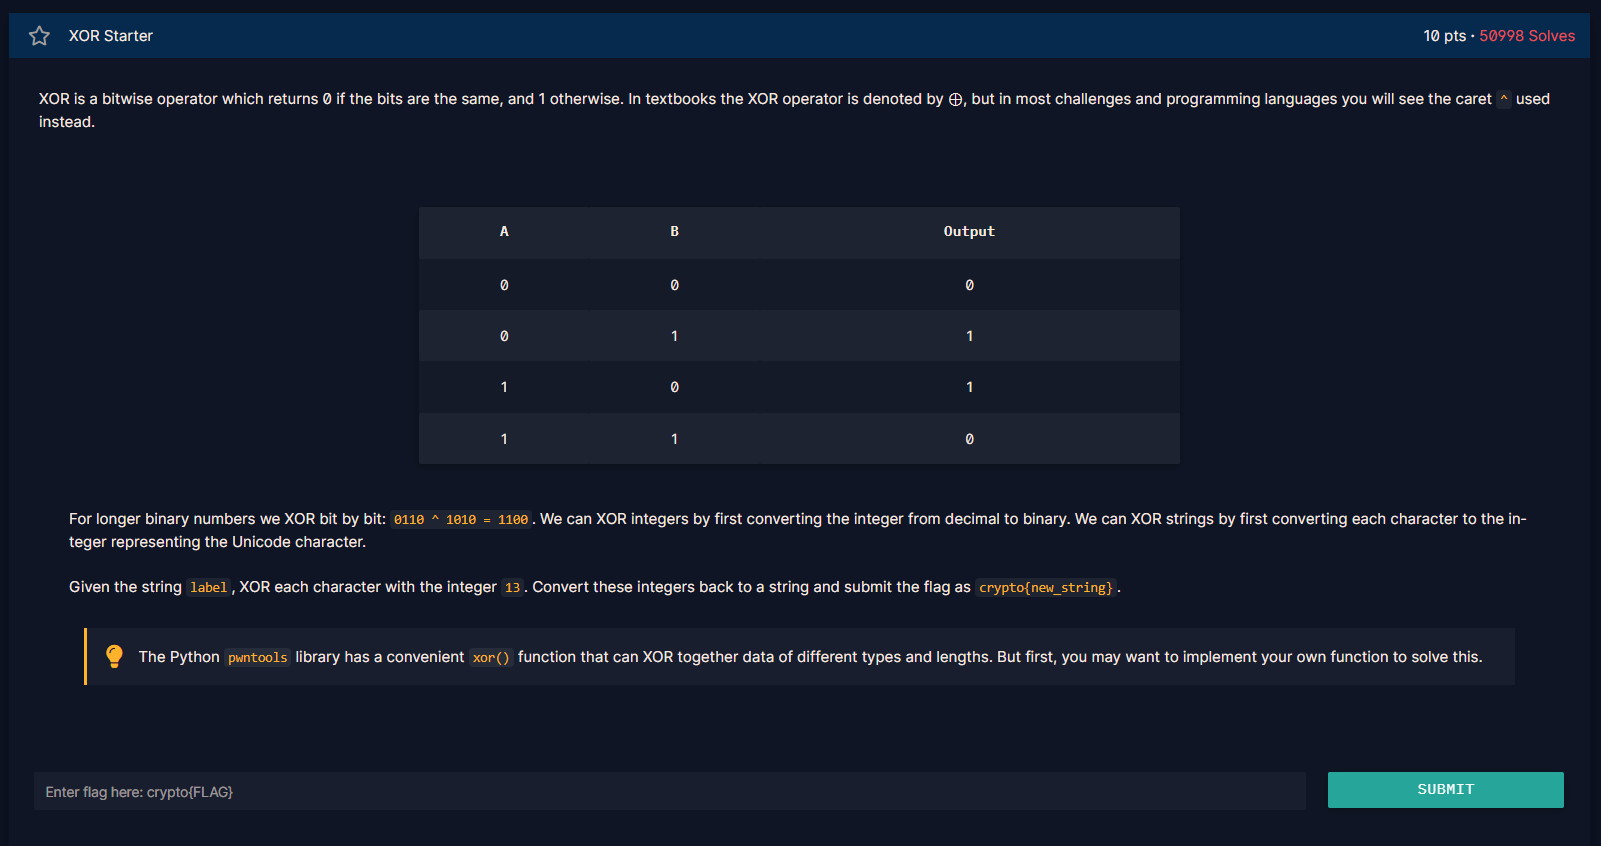 XOR Starter
10 pts · 50998 Solves
XOR is a bitwise operator which returns 0 if the bits are the same, and 1 otherwise. In textbooks the XOR operator is denoted by ⊕, but in most challenges and programming languages you will see the caret ^ used
instead.
A B Output
0 0 0
0 1 1
1 0 1
1 1 0
For longer binary numbers we XOR bit by bit: 0110 ^ 1010 = 1100. We can XOR integers by first converting the integer from decimal to binary. We can XOR strings by first converting each character to the in-
teger representing the Unicode character.
Given the string label, XOR each character with the integer 13. Convert these integers back to a string and submit the flag as crypto{new_string}.
The Python pwntools library has a convenient xor() function that can XOR together data of different types and lengths. But first, you may want to implement your own function to solve this.
Enter flag here: crypto{FLAG}
SUBMIT